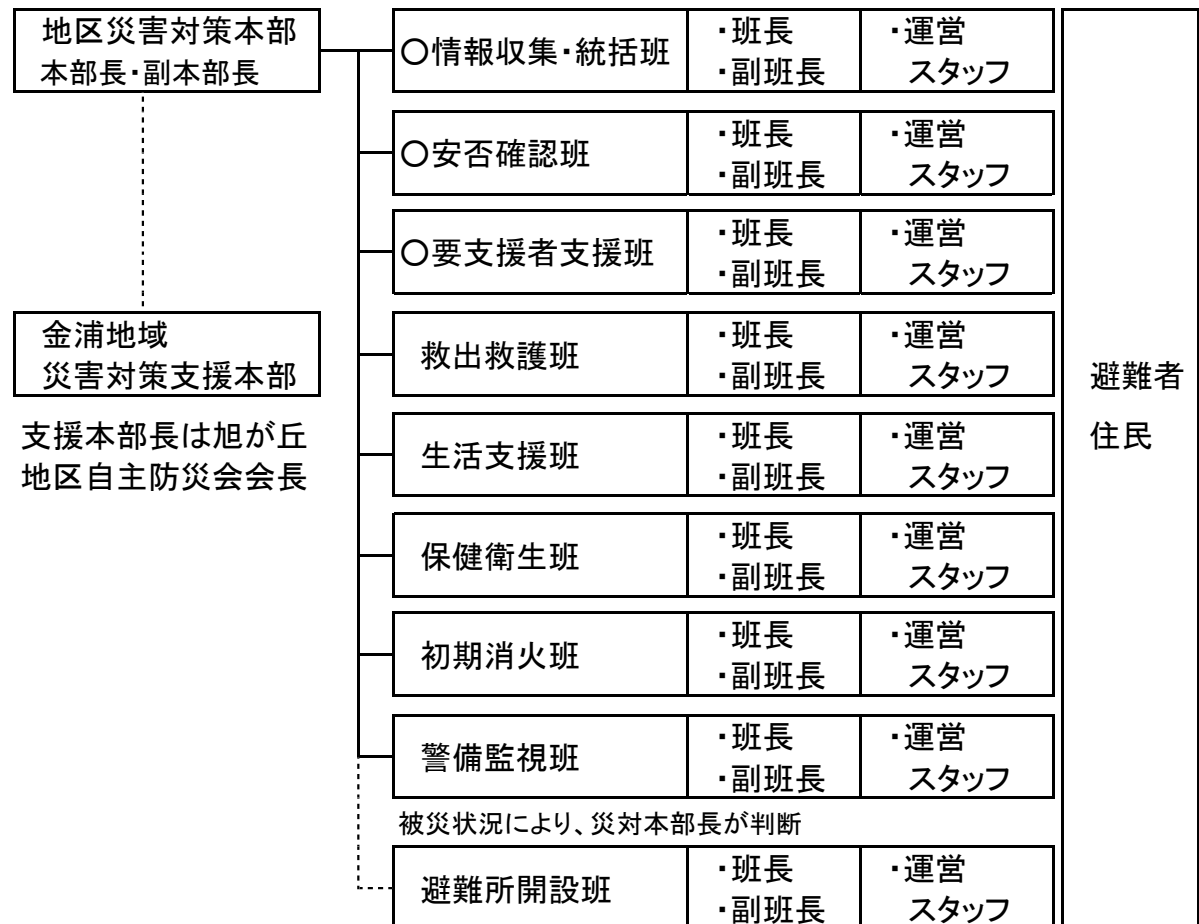 地区災害対策本部
本部長・副本部長
金浦地域
災害対策支援本部
支援本部長は旭が丘
地区自主防災会会長
〇情報収集・統括班
・班長
・副班長
・運営
スタッフ
〇安否確認班
・班長
・副班長
・運営
スタッフ
〇要支援者支援班
・班長
・副班長
・運営
スタッフ
救出救護班
・班長
・副班長
・運営
スタッフ
生活支援班
・班長
・副班長
・運営
スタッフ
保健衛生班
・班長
・副班長
・運営
スタッフ
初期消火班
・班長
・副班長
・運営
スタッフ
警備監視班
・班長
・副班長
・運営
スタッフ
被災状況により、災対本部長が判断
避難所開設班
・班長
・副班長
・運営
スタッフ
避難者
住民